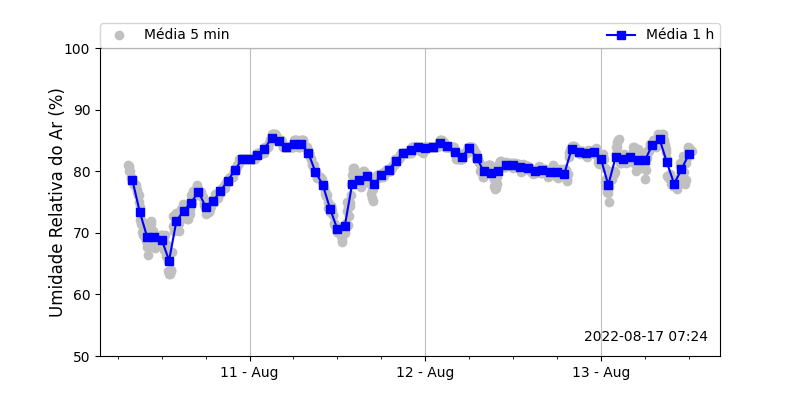 Média 5 min
Média 1 h
100
90
80
70
60
50
Umidade Relativa do Ar (%)
2022-08-17 07:24
11 - Aug
12 - Aug
13 - Aug